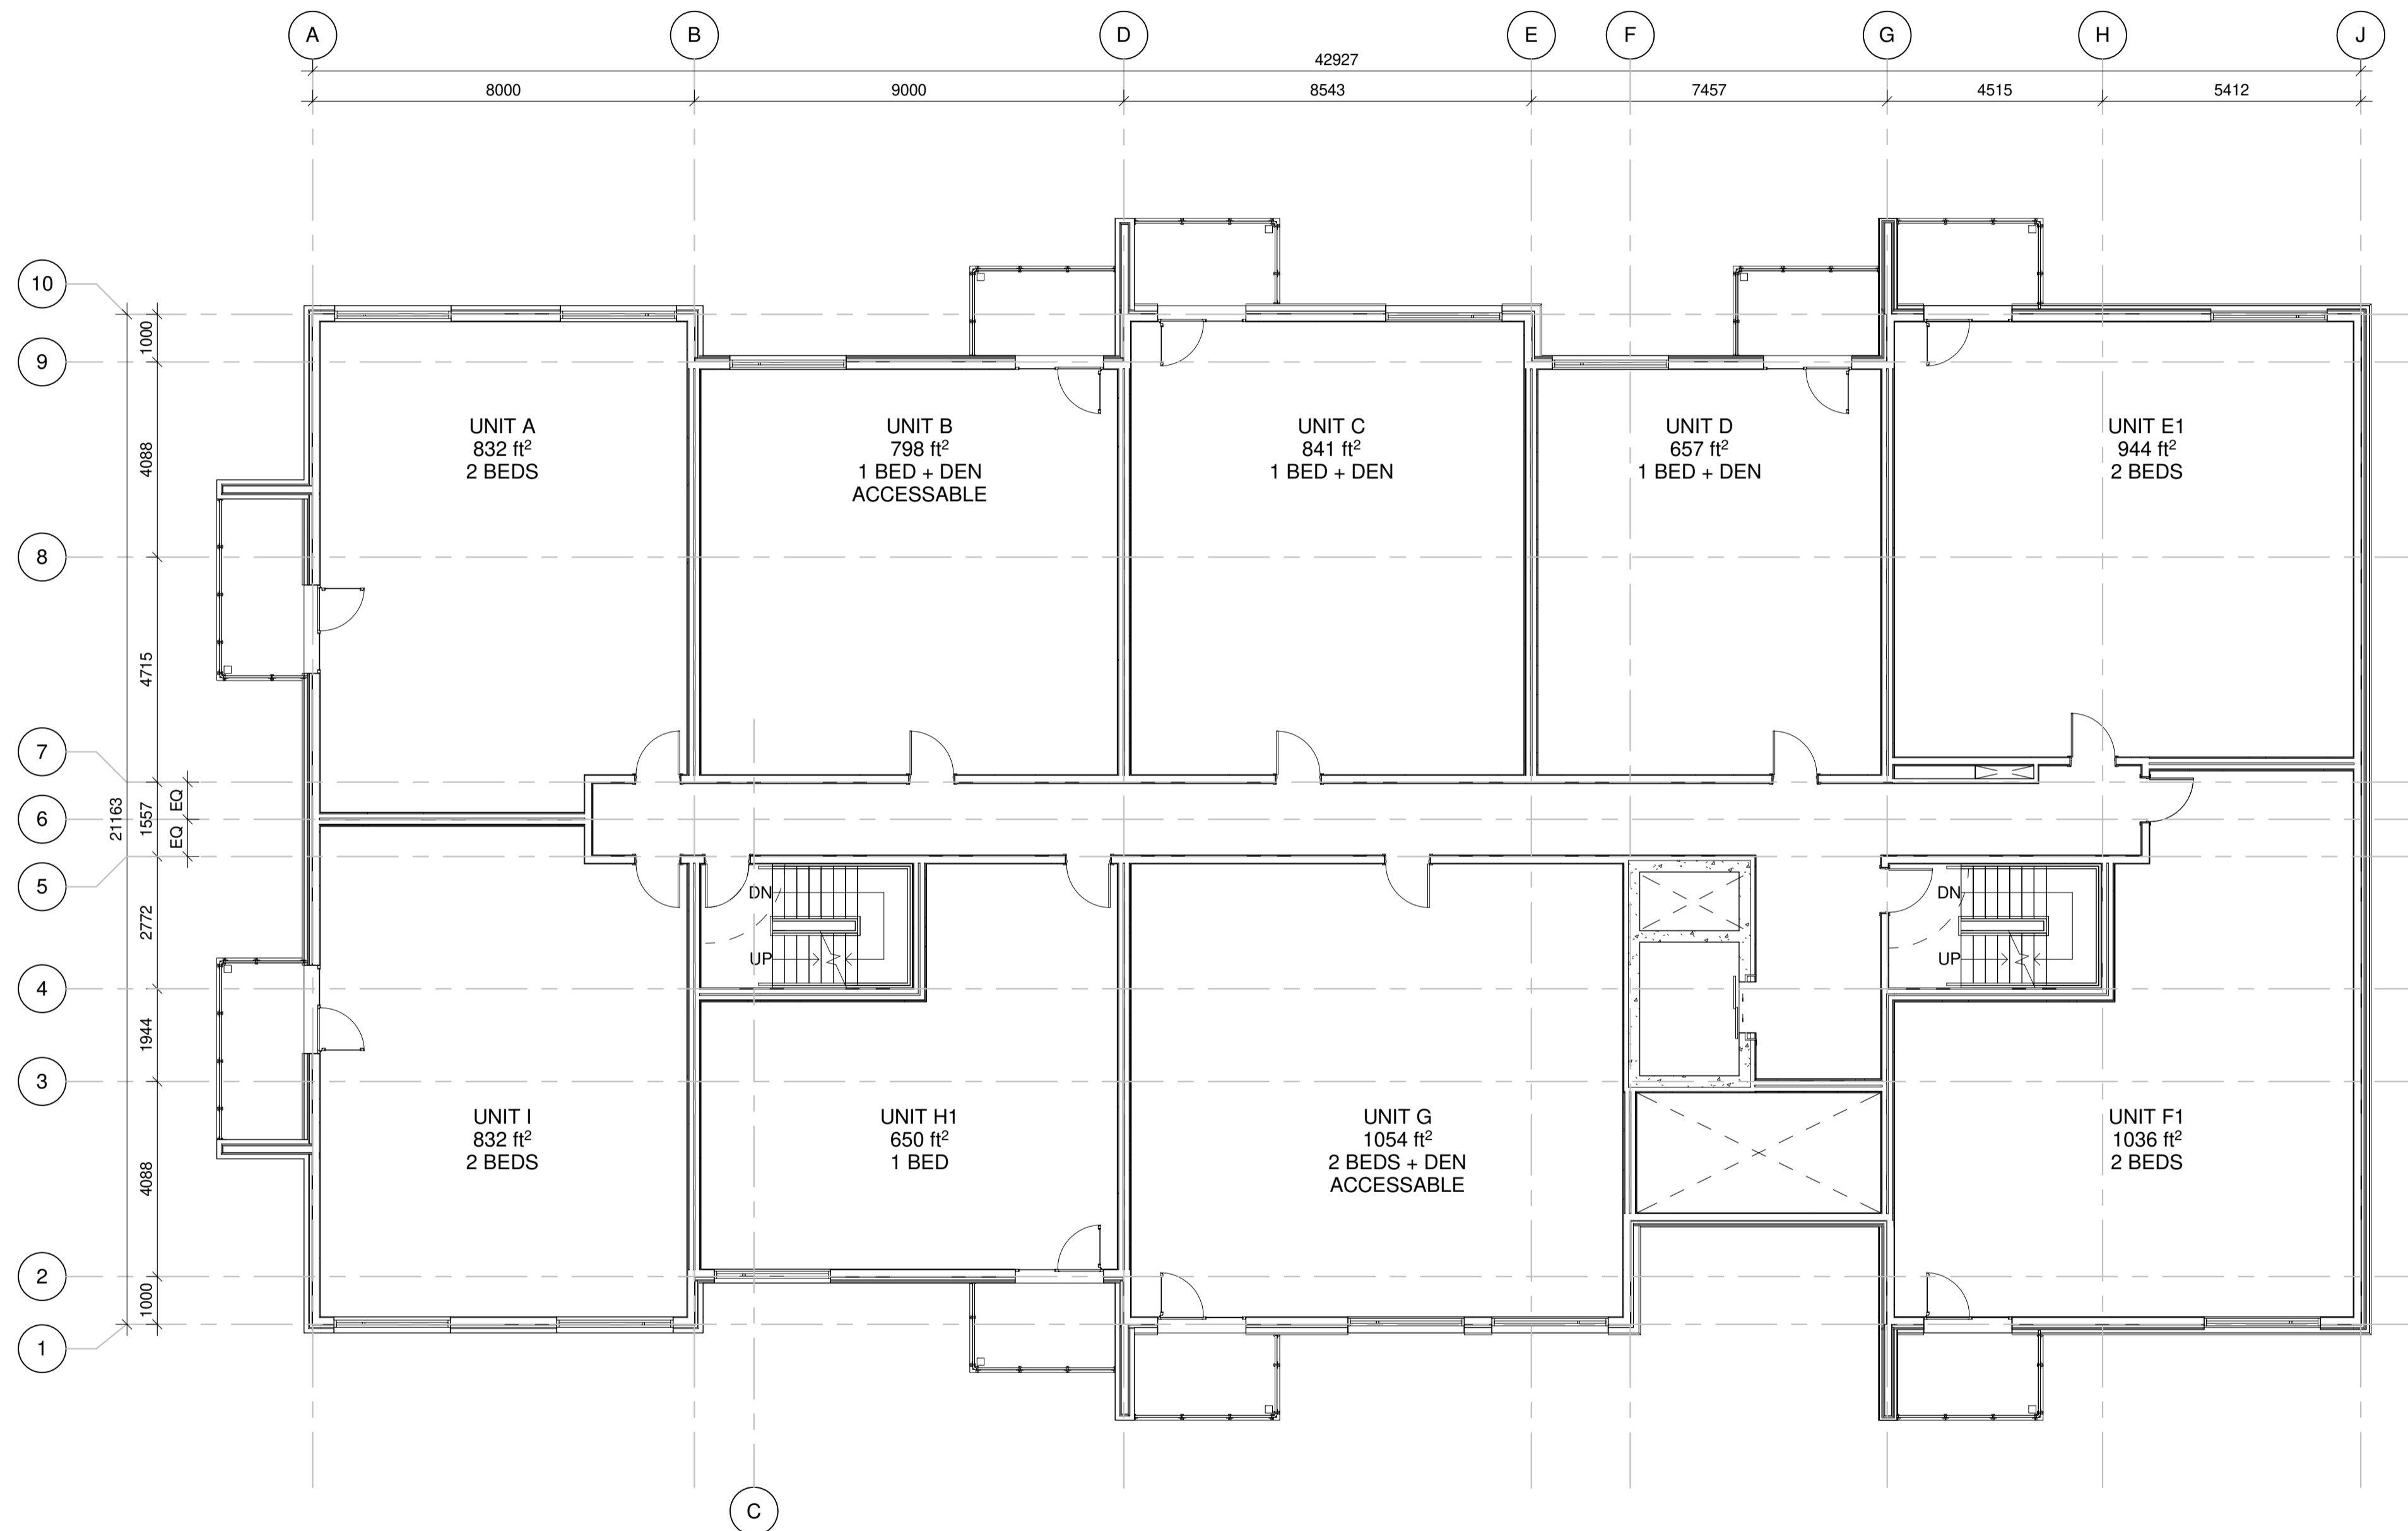 A B D E F G H J
42927
8000 9000 8543 7457 4515 5412
10
1000
9
4088
8
4715
7
EQ
6
21163
1557
EQ
5
2772
4
1944
3
4088
2
1000
1
UNIT A
832 ft²
2 BEDS
UNIT B
798 ft²
1 BED + DEN
ACCESSABLE
UNIT C
841 ft²
1 BED + DEN
UNIT D
657 ft²
1 BED + DEN
UNIT E1
944 ft²
2 BEDS
DN
UP
DN
UP
UNIT I
832 ft²
2 BEDS
UNIT H1
650 ft²
1 BED
UNIT G
1054 ft²
2 BEDS + DEN
ACCESSABLE
UNIT F1
1036 ft²
2 BEDS
C